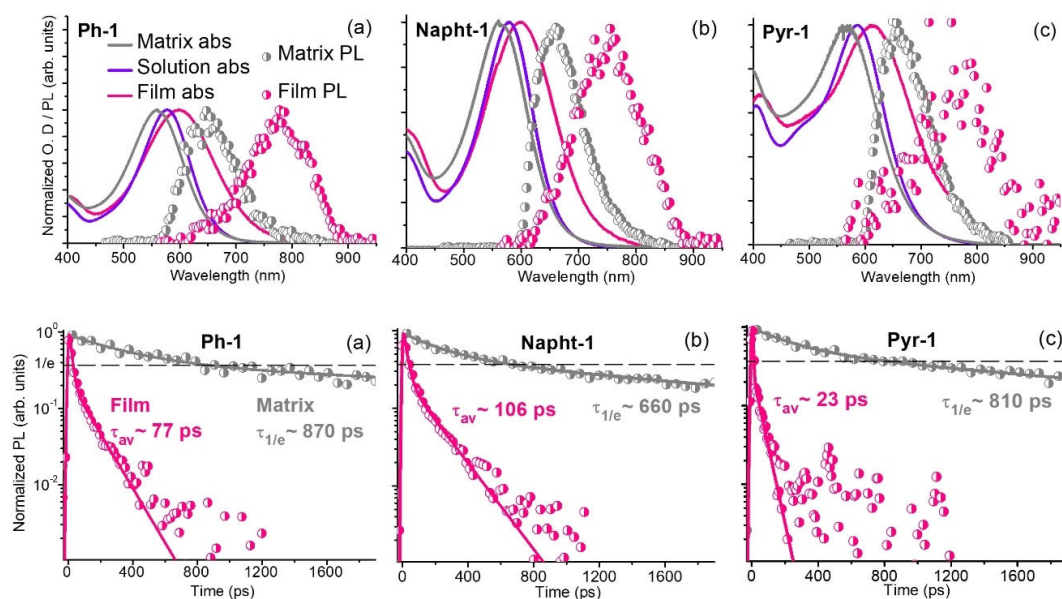 Ph-1
(a)
Matrix abs
Solution abs
Film abs
Matrix PL
Film PL
Normalized O. D / PL (arb. units)
400 500 600 700 800 900
Wavelength (nm)
Napht-1
(b)
400 500 600 700 800 900
Wavelength (nm)
Pyr-1
(c)
400 500 600 700 800 900
Wavelength (nm)
Ph-1
(a)
Normalized PL (arb. units)
10⁰
1/e
10⁻¹
10⁻²
Film
τav~ 77 ps
Matrix
τ1/e~ 870 ps
0 400 800 1200 1600
Time (ps)
Napht-1
(b)
τav~ 106 ps
τ1/e~ 660 ps
0 400 800 1200 1600
Time (ps)
Pyr-1
(c)
τav~ 23 ps
τ1/e~ 810 ps
0 400 800 1200 1600
Time (ps)